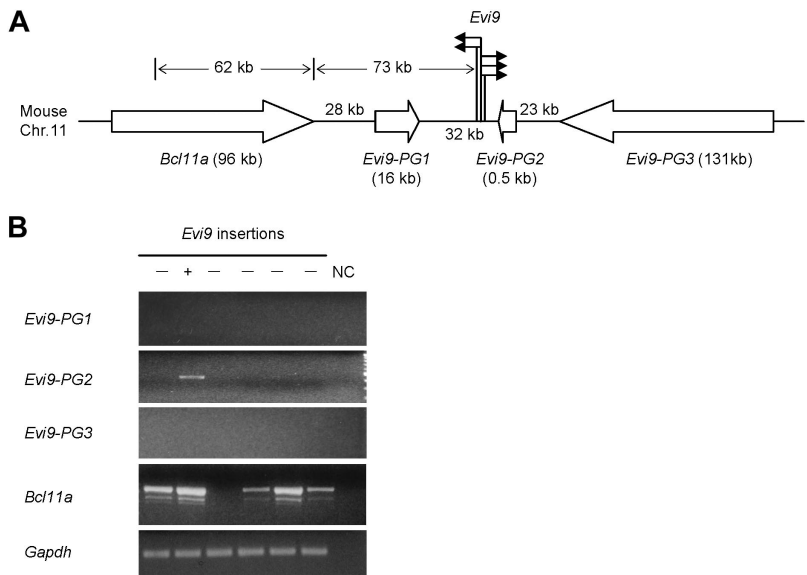 A
Evi9
62 kb
73 kb
Mouse
Chr.11
28 kb
32 kb
23 kb
Bcl11a (96 kb)
Evi9-PG1
(16 kb)
Evi9-PG2
(0.5 kb)
Evi9-PG3 (131kb)
B
Evi9 insertions
— + — — — — NC
Evi9-PG1
Evi9-PG2
Evi9-PG3
Bcl11a
Gapdh